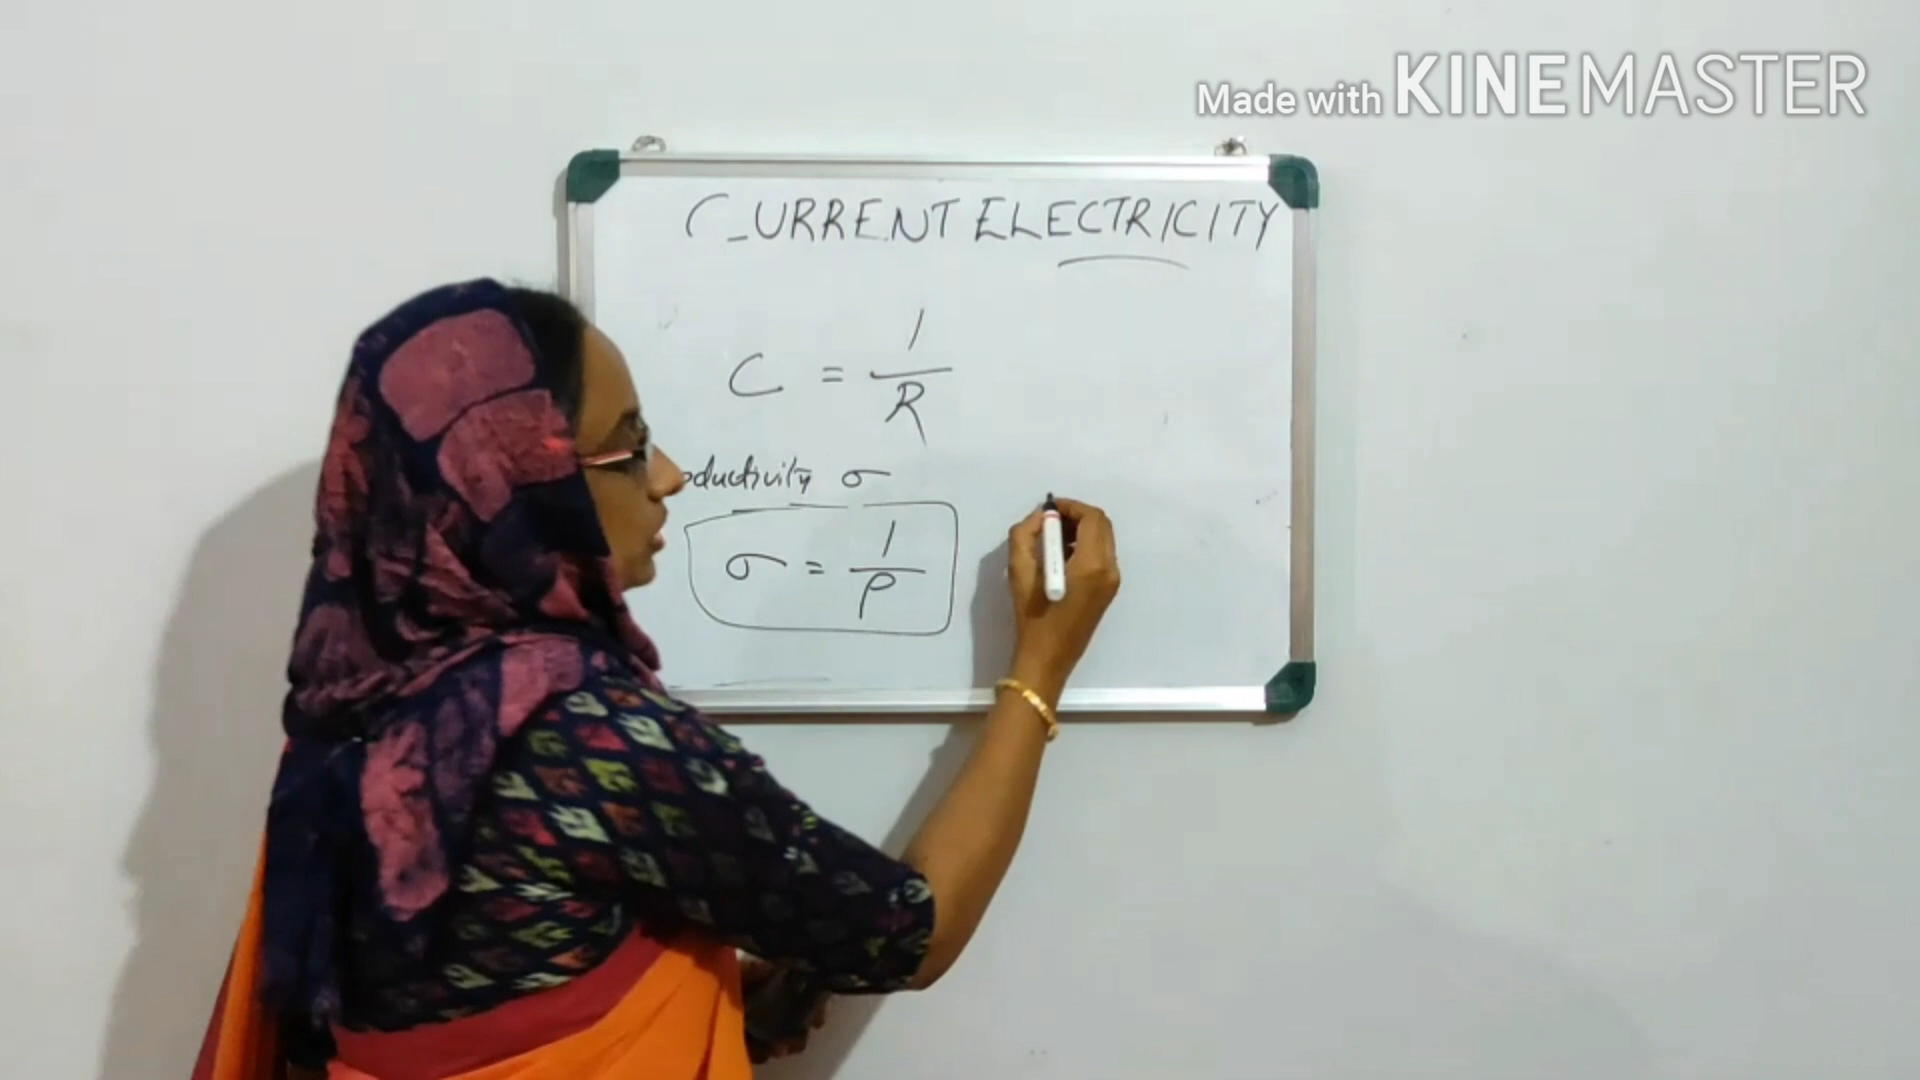 Made with KINEMASTER
CURRENT ELECTRICITY
C = 1/R
oductivity σ
σ = 1/ρ